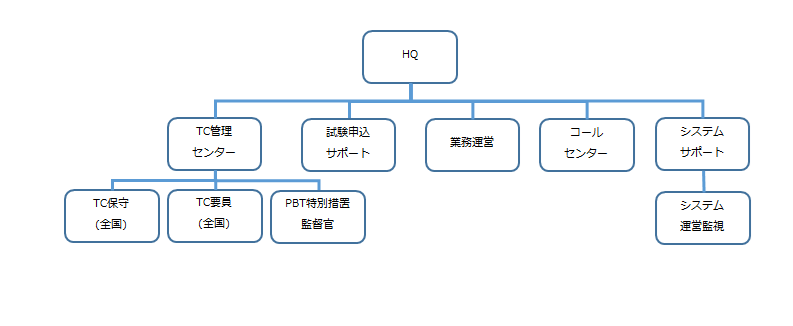 HQ
TC管理
センター
試験申込
サポート
業務運営
コール
センター
システム
サポート
TC保守
(全国)
TC要員
(全国)
PBT特別措置
監督官
システム
運営監視